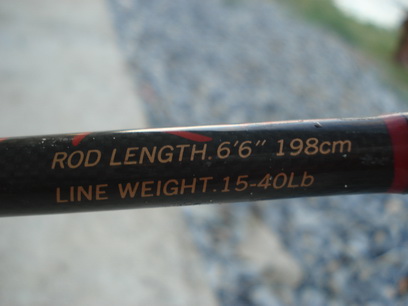 ROD LENGTH.6'6" 198cm
LINE WEIGHT.15-40Lb